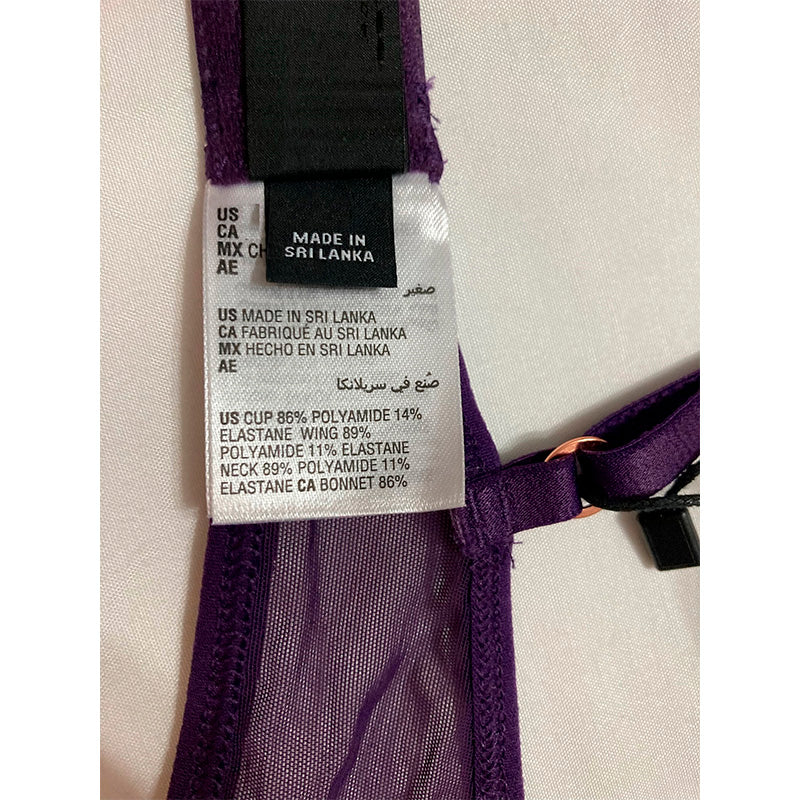 US
CA
MX CH
AE
MADE IN
SRI LANKA
صغير
US MADE IN SRI LANKA
CA FABRIQUÉ AU SRI LANKA
MX HECHO EN SRI LANKA
AE
صُنع في سريلانكا
US CUP 86% POLYAMIDE 14%
ELASTANE WING 89%
POLYAMIDE 11% ELASTANE
NECK 89% POLYAMIDE 11%
ELASTANE CA BONNET 86%